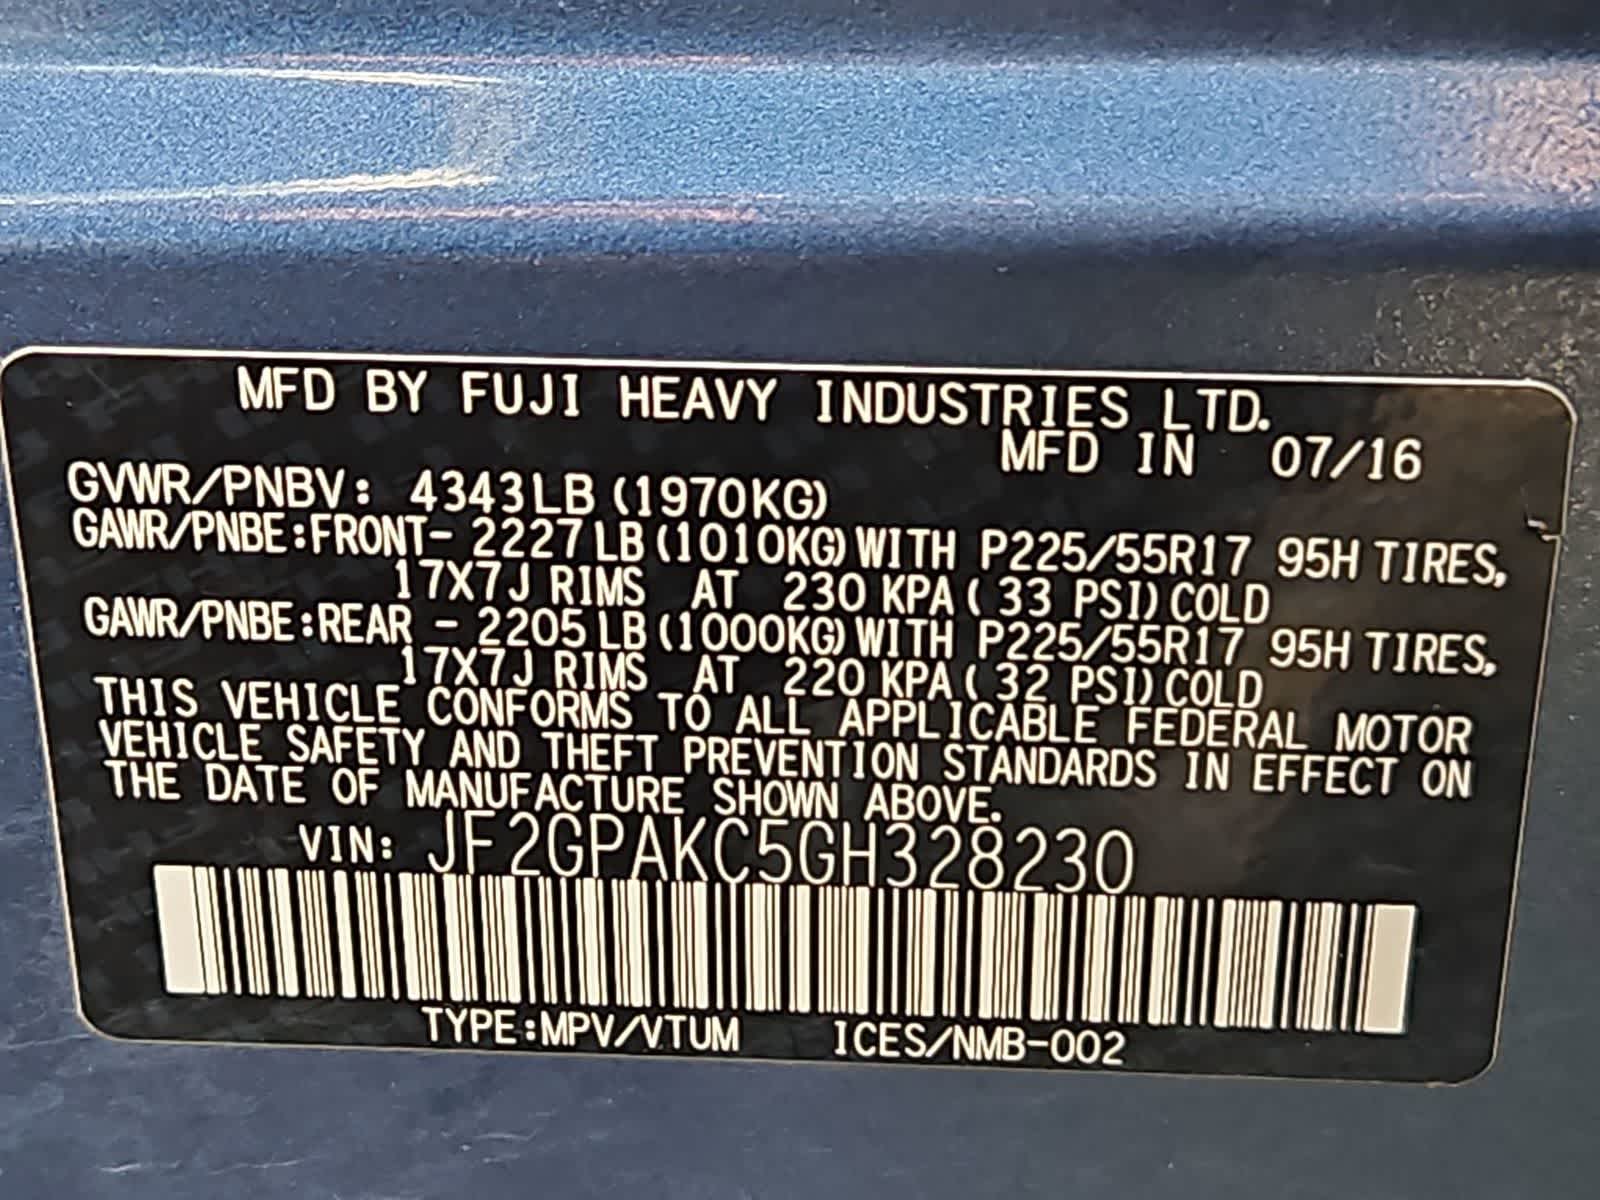 MFD BY FUJI HEAVY INDUSTRIES LTD.
MFD IN 07/16
GVWR/PNBV: 4343LB (1970KG)
GAWR/PNBE:FRONT- 2227LB(1010KG)WITH P225/55R17 95H TIRES,
17X7J RIMS AT 230 KPA( 33 PSI)COLD
GAWR/PNBE:REAR - 2205LB(1000KG)WITH P225/55R17 95H TIRES,
17X7J RIMS AT 220 KPA( 32 PSI)COLD
THIS VEHICLE CONFORMS TO ALL APPLICABLE FEDERAL MOTOR
VEHICLE SAFETY AND THEFT PREVENTION STANDARDS IN EFFECT ON
THE DATE OF MANUFACTURE SHOWN ABOVE.
VIN: JF2GPAKC5GH328230
TYPE:MPV/VTUM ICES/NMB-002